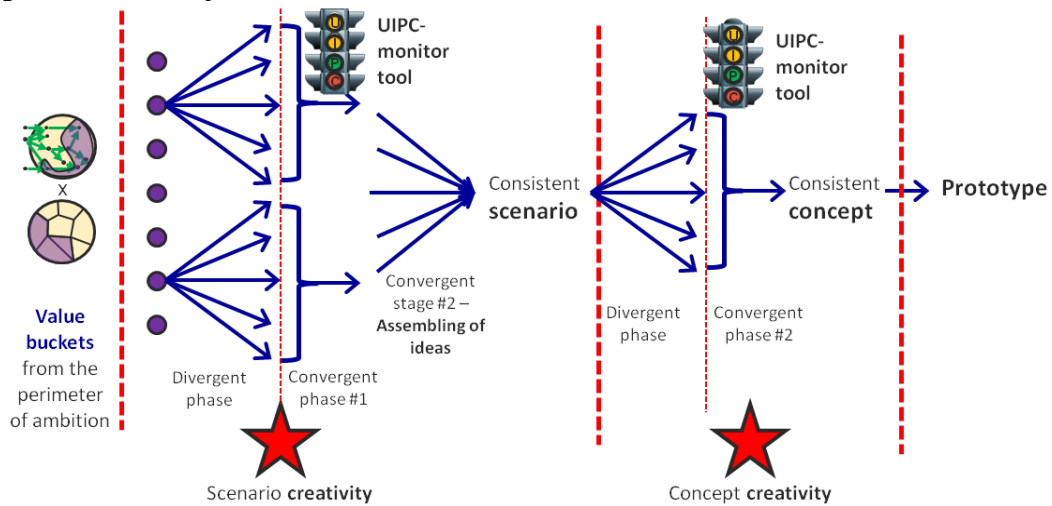 U
I
P
C
UIPC-
monitor
tool
U
I
P
C
UIPC-
monitor
tool
X
Consistent
scenario
Consistent
concept
Prototype
Value
buckets
from the
perimeter
of ambition
Divergent
phase
Convergent
phase #1
Convergent
stage #2 –
Assembling of
ideas
Divergent
phase
Convergent
phase #2
Scenario creativity
Concept creativity